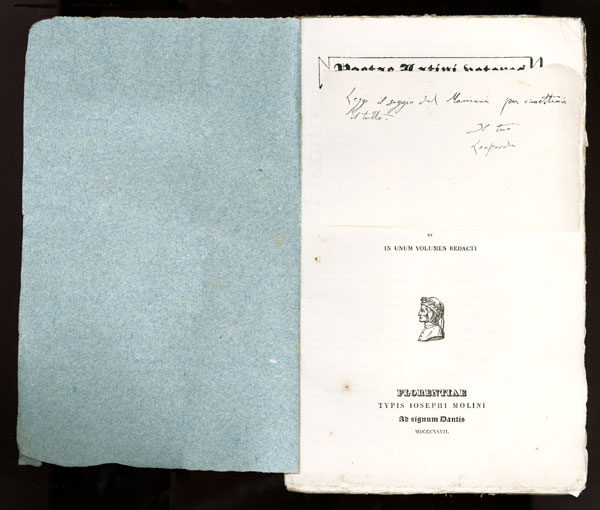 Poetae Latini veteres
Leggi il saggio del per
il tutto.
Il tuo
Leopardi
ET
IN UNUM VOLUMEN REDACTI
FLORENTIAE
TYPIS IOSEPHI MOLINI
Ad signum Dantis
MDCCCXXVII.